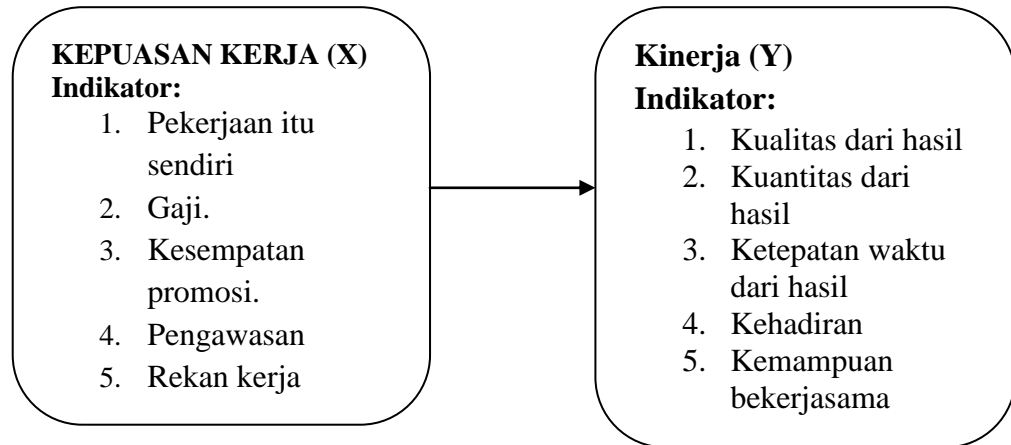 KEPUASAN KERJA (X)
Indikator:
1. Pekerjaan itu
sendiri
2. Gaji.
3. Kesempatan
promosi.
4. Pengawasan
5. Rekan kerja
Kinerja (Y)
Indikator:
1. Kualitas dari hasil
2. Kuantitas dari
hasil
3. Ketepatan waktu
dari hasil
4. Kehadiran
5. Kemampuan
bekerjasama